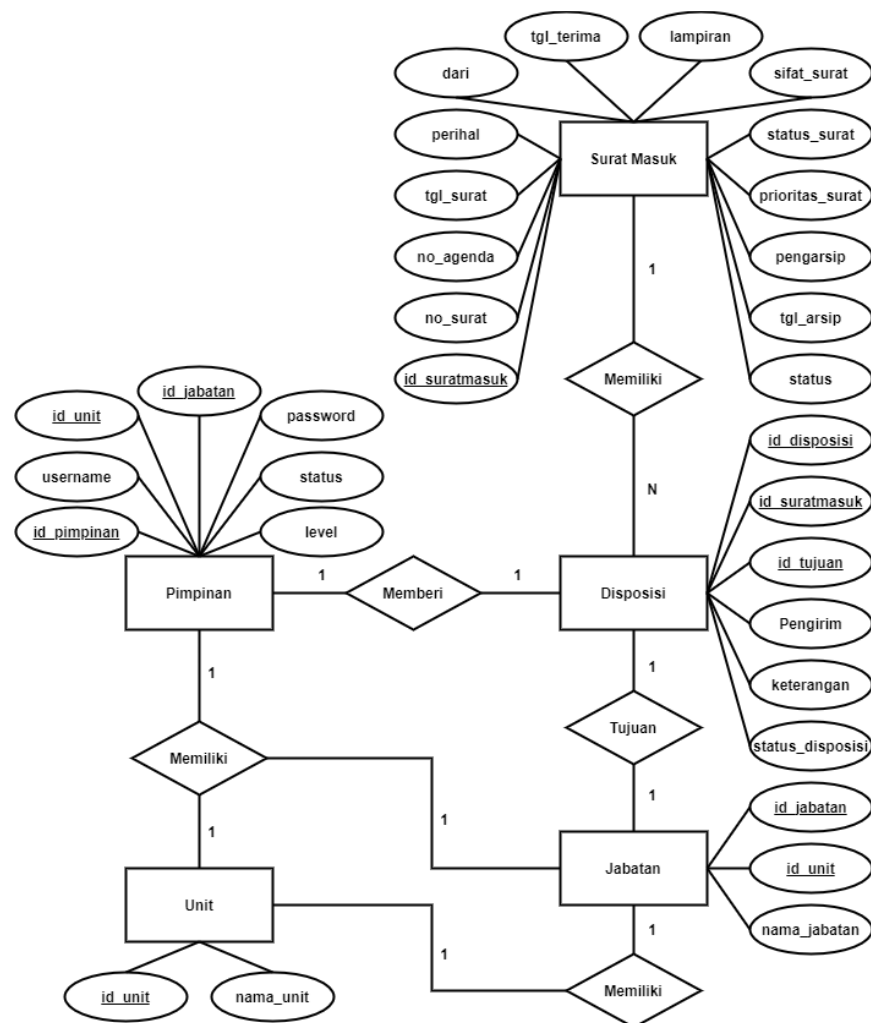 tgl_terima
lampiran
dari
sifat_surat
perihal
Surat Masuk
status_surat
tgl_surat
prioritas_surat
no_agenda
pengarsip
1
no_surat
tgl_arsip
id_suratmasuk
Memiliki
status
id_jabatan
id_unit
password
id_disposisi
username
status
N
id_suratmasuk
id_pimpinan
level
id_tujuan
Pimpinan
1
Memberi
1
Disposisi
Pengirim
1
1
keterangan
Memiliki
Tujuan
status_disposisi
1
1
1
id_jabatan
Unit
Jabatan
id_unit
nama_jabatan
1
1
id_unit
nama_unit
Memiliki